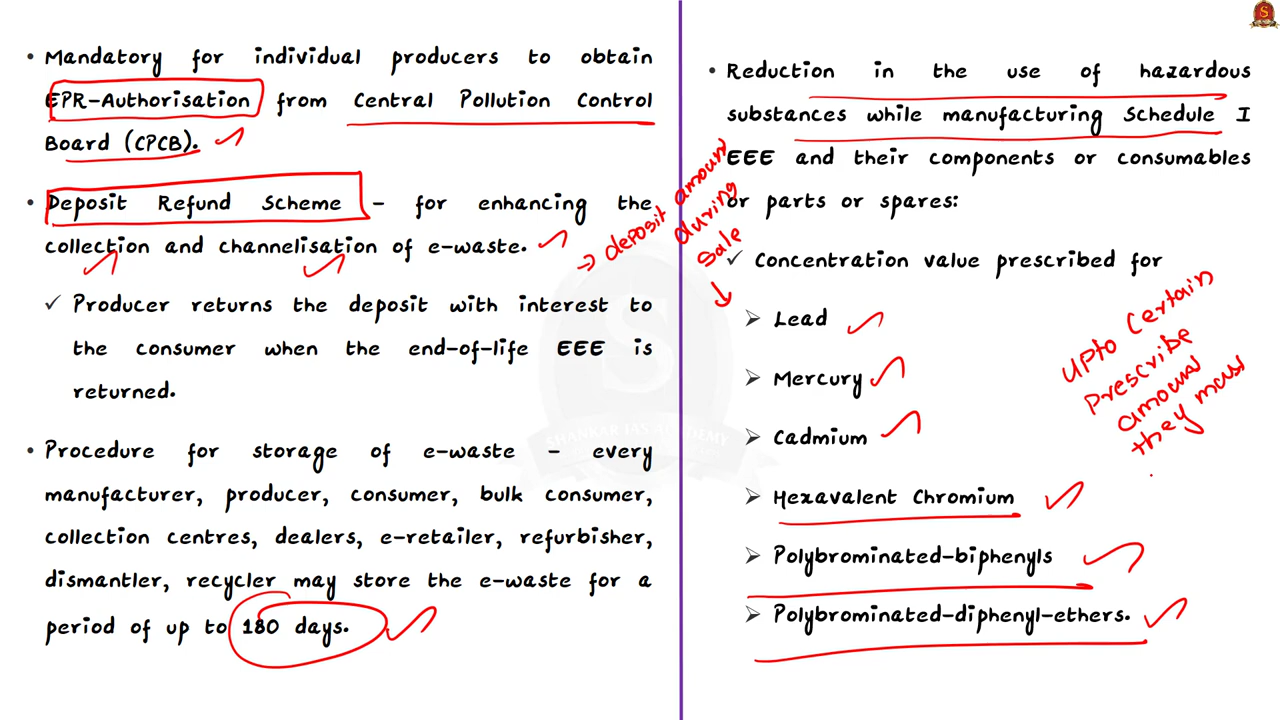 • Mandatory for individual producers to obtain
EPR-Authorisation from Central Pollution Control
Board (CPCB).
• Deposit Refund Scheme – for enhancing the
collection and channelisation of e-waste.
✓ Producer returns the deposit with interest to
the consumer when the end-of-life EEE is
returned.
• Procedure for storage of e-waste – every
manufacturer, producer, consumer, bulk consumer,
collection centres, dealers, e-retailer, refurbisher,
dismantler, recycler may store the e-waste for a
period of up to 180 days.
→ deposit amount
during
sale
↓
• Reduction in the use of hazardous
substances while manufacturing Schedule I
EEE and their components or consumables
or parts or spares:
✓ Concentration value prescribed for
➢ Lead
➢ Mercury
➢ Cadmium
➢ Hexavalent Chromium
➢ Polybrominated-biphenyls
➢ Polybrominated-diphenyl-ethers.
upto certain
prescribe
they
SHANKAR IAS ACADEMY
S